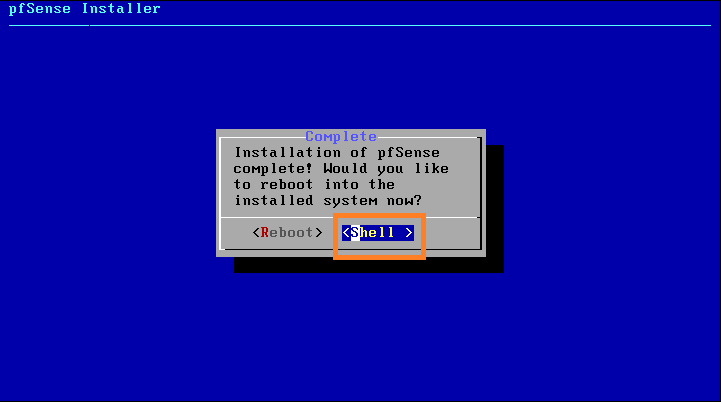 pfSense Installer
Complete
Installation of pfSense
complete! Would you like
to reboot into the
installed system now?
<Reboot> <Shell >